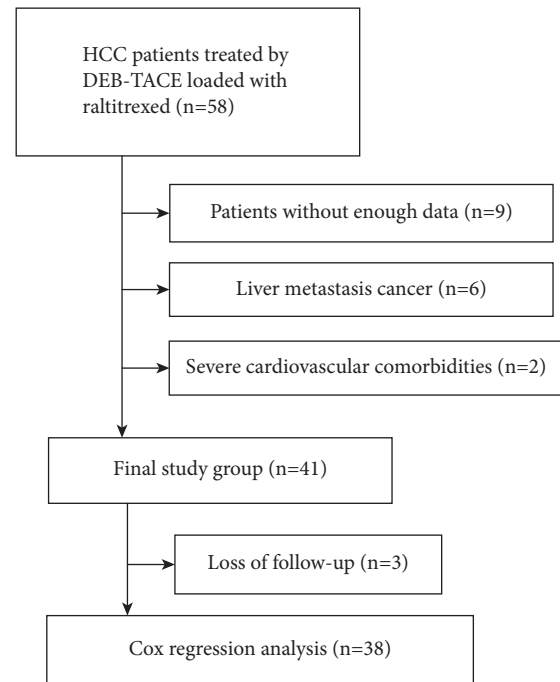 HCC patients treated by
DEB-TACE loaded with
raltitrexed (n=58)
Patients without enough data (n=9)
Liver metastasis cancer (n=6)
Severe cardiovascular comorbidities (n=2)
Final study group (n=41)
Loss of follow-up (n=3)
Cox regression analysis (n=38)